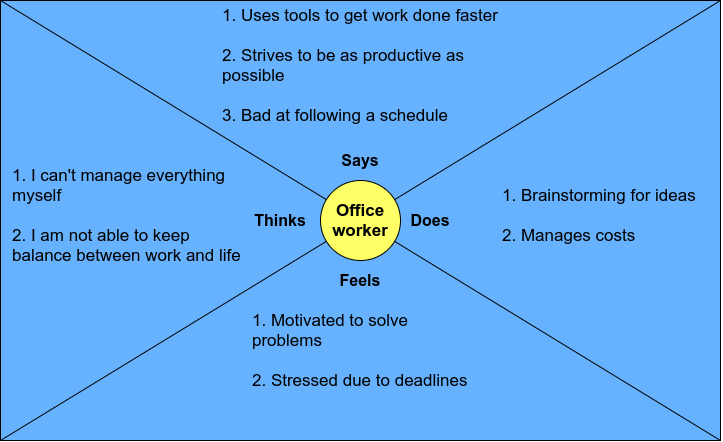 1. Uses tools to get work done faster
2. Strives to be as productive as
possible
3. Bad at following a schedule
Says
1. I can't manage everything
myself
2. I am not able to keep
balance between work and life
Thinks
Office
worker
Does
1. Brainstorming for ideas
2. Manages costs
Feels
1. Motivated to solve
problems
2. Stressed due to deadlines